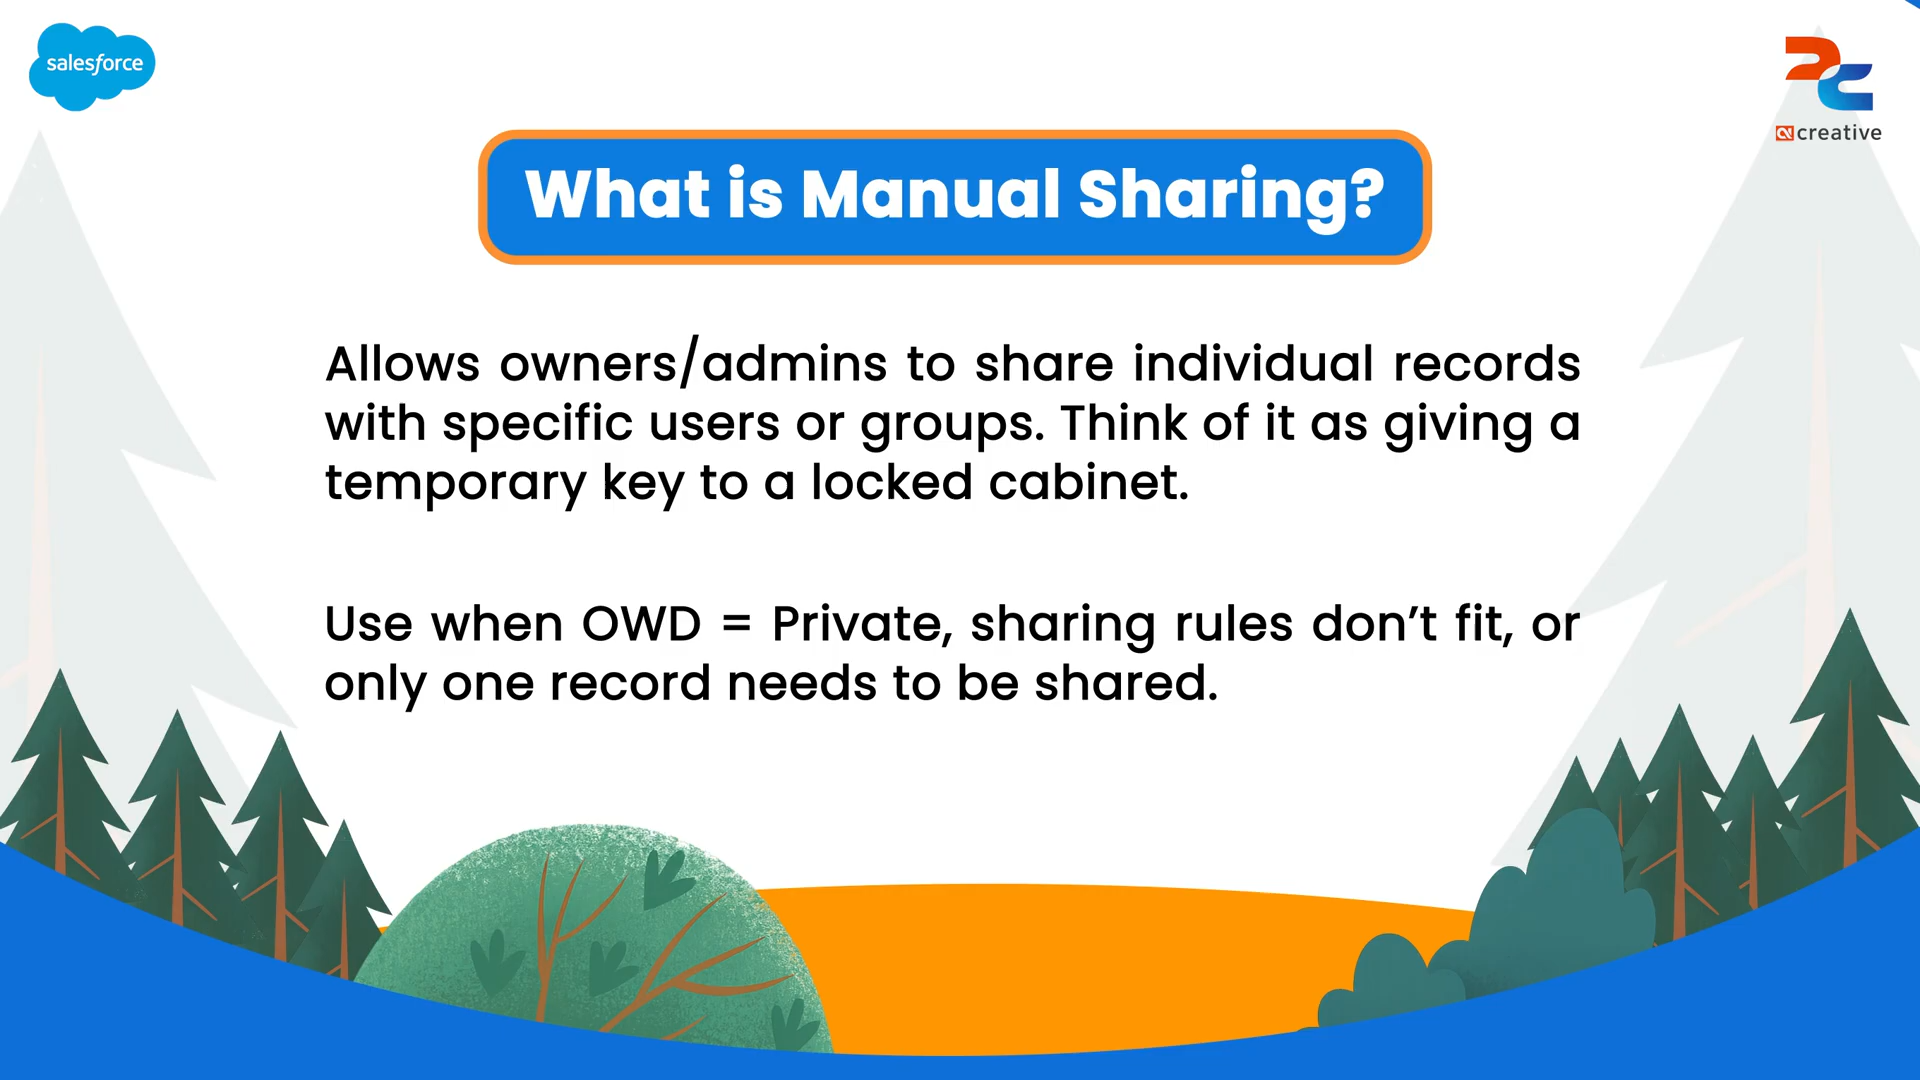 salesforce
creative
What is Manual Sharing?
Allows owners/admins to share individual records
with specific users or groups. Think of it as giving a
temporary key to a locked cabinet.
Use when OWD = Private, sharing rules don’t fit, or
only one record needs to be shared.